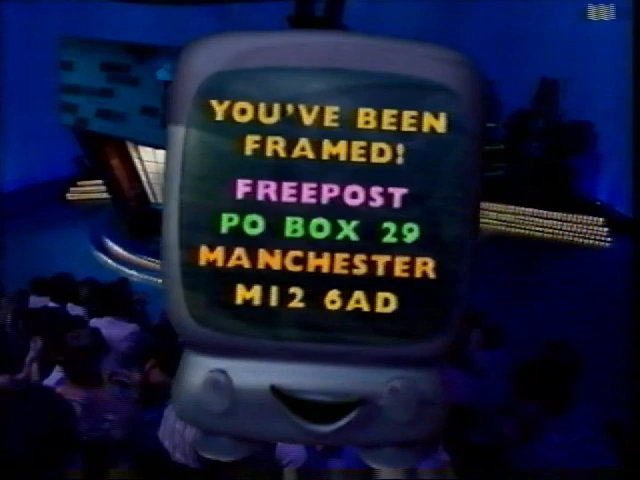 YOU'VE BEEN
FRAMED!
FREEPOST
PO BOX 29
MANCHESTER
M12 6AD